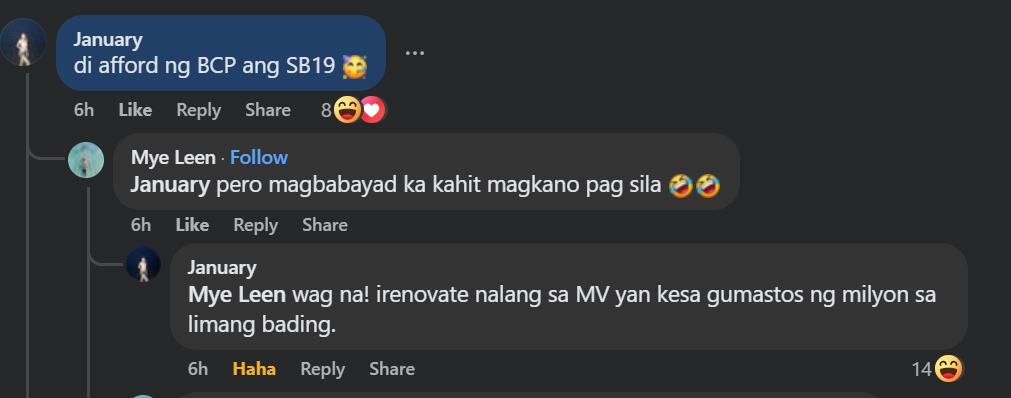 January
di afford ng BCP ang SB19 🥳
6h Like Reply Share 8
Mye Leen · Follow
January pero magbabayad ka kahit magkano pag sila 🤣🤣
6h Like Reply Share
January
Mye Leen wag na! irenovate nalang sa MV yan kesa gumastos ng milyon sa
limang bading.
6h Haha Reply Share 14